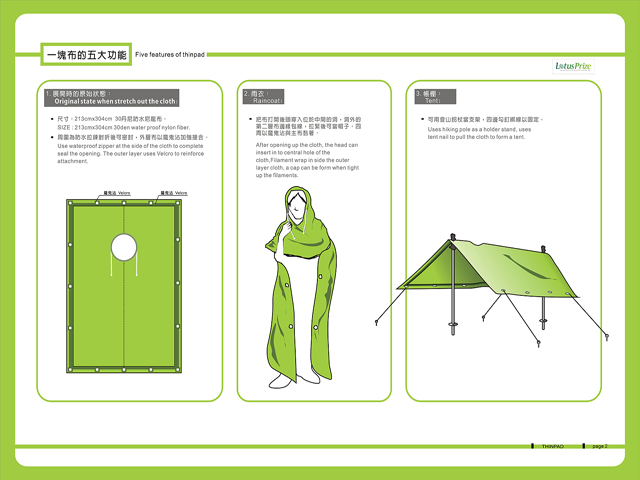 一塊布的五大功能 Five features of thinpad
LotusPrize
1. 展開時的原始狀態:
Original state when stretch out the cloth:
• 尺寸:213cmx304cm 30丹尼防水尼龍布。
SIZE : 213cmx304cm 30den water proof nylon fiber.
• 周圍為防水拉鍊對折後可密封，外層布以魔鬼沾加強接合。
Use waterproof zipper at the side of the cloth to complete
seal the opening. The outer layer uses Velcro to reinforce
attachment.
魔鬼沾 Velcro
魔鬼沾 Velcro
2. 雨衣:
Raincoat:
• 把布打開後頭穿入位於中間的洞，洞外的
第二層布邊緣包線，拉緊後可當帽子。四
周以魔鬼沾與主布黏著。
After opening up the cloth, the head can
insert in to central hole of the
cloth,Filament wrap in side the outer
layer cloth, a cap can be form when tight
up the filaments.
3. 帳棚:
Tent:
• 可用登山拐杖當支架，四邊勾釘綁線以固定。
Uses hiking pole as a holder stand, uses
tent nail to pull the cloth to form a tent.
THINPAD
page 2